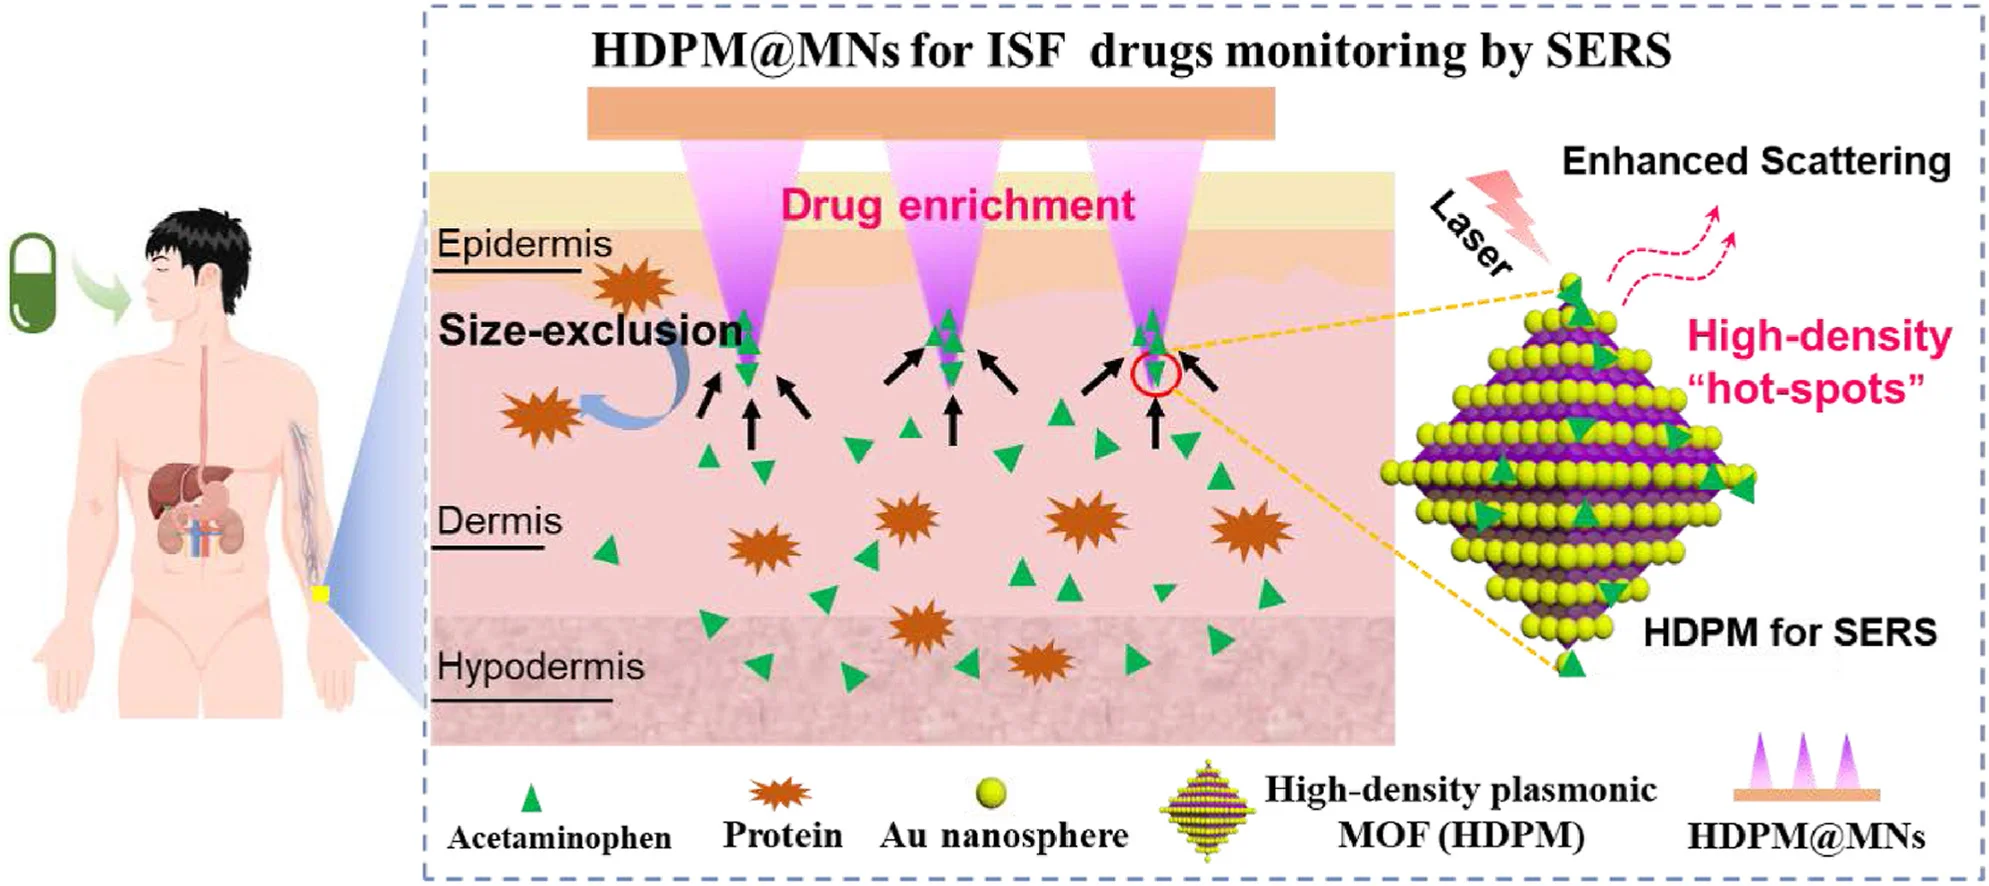 HDPM@MNs for ISF drugs monitoring by SERS
Drug enrichment
Epidermis
Size-exclusion
Dermis
Hypodermis
Laser
Enhanced Scattering
High-density
“hot-spots”
HDPM for SERS
Acetaminophen
Protein
Au nanosphere
High-density plasmonic
MOF (HDPM)
HDPM@MNs